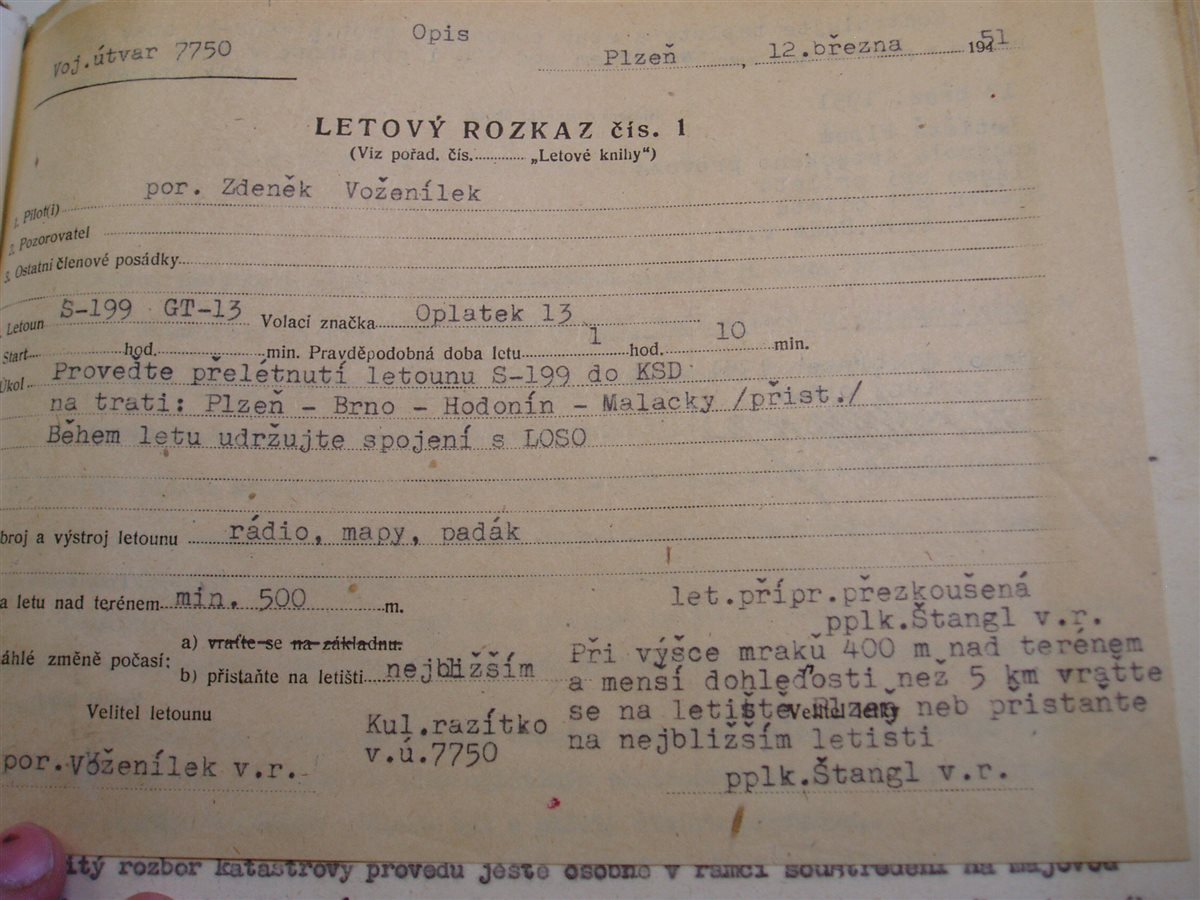 Voj.útvar 7750
Opis
Plzeň, 12.března 1951
LETOVÝ ROZKAZ čís. 1
(Viz pořad. čís. „Letové knihy“)
1. Pilot(i) por. Zdeněk Voženílek
2. Pozorovatel
3. Ostatní členové posádky
Letoun S-199 GT-13 Volací značka Oplatek 13
Start hod. min. Pravděpodobná doba letu 1 hod. 10 min.
Úkol Proveďte přelétnutí letounu S-199 do KSD
na trati: Plzeň - Brno - Hodonín - Malacky /přist./
Během letu udržujte spojení s LOSO
broj a výstroj letounu rádio, mapy, padák
a letu nad terénem min. 500 m.
let.přípr.přezkoušená
pplk.Štangl v.r.
áhlé změně počasí:
a) vraťte se na základnu.
b) přistaňte na letišti nejbližším
Při výšce mraků 400 m nad terénem
a menší dohlednosti než 5 km vraťte
se na letiště Plzeň neb přistaňte
na nejbližším letišti
pplk.Štangl v.r.
Velitel letounu
por.Voženílek v.r.
Kul.razítko
v.ú.7750
itý rozbor katastrovy provedu ještě osobně v rámci soustředění na májovou